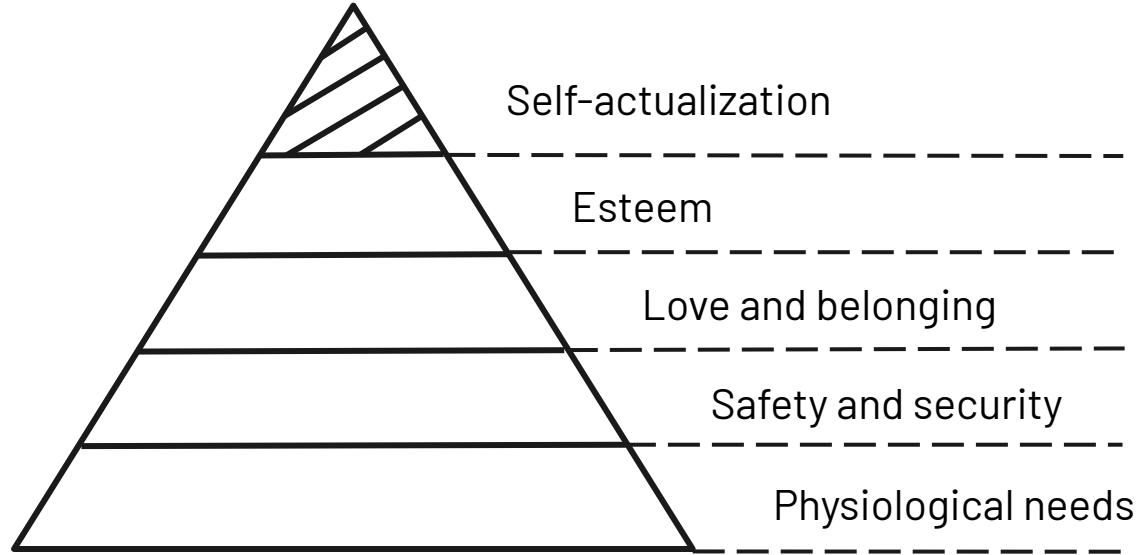 Self-actualization
Esteem
Love and belonging
Safety and security
Physiological needs